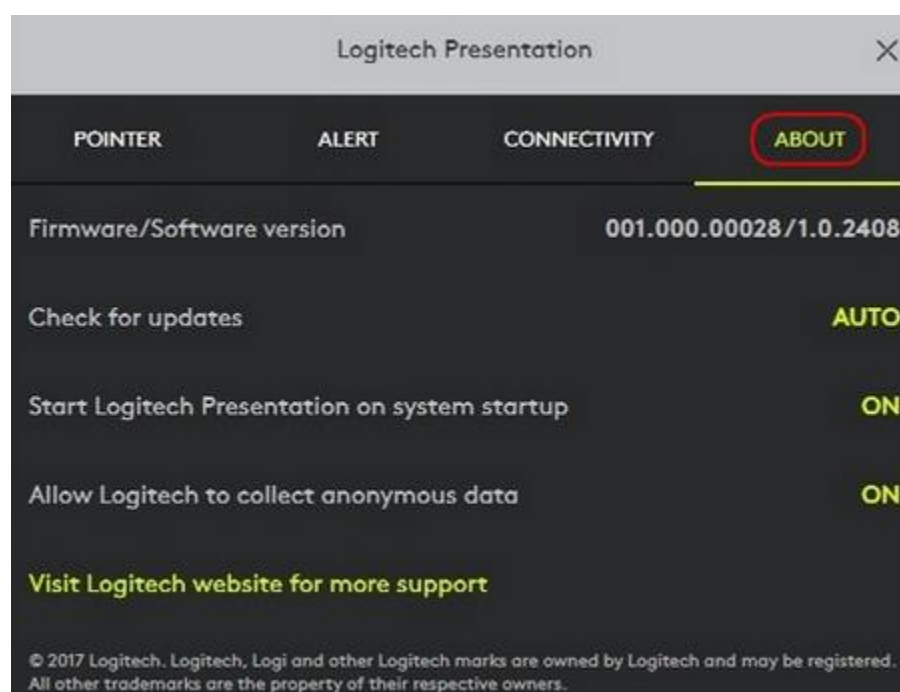 Logitech Presentation
POINTER ALERT CONNECTIVITY ABOUT
Firmware/Software version 001.000.00028/1.0.2408
Check for updates AUTO
Start Logitech Presentation on system startup ON
Allow Logitech to collect anonymous data ON
Visit Logitech website for more support
© 2017 Logitech. Logitech, Logi and other Logitech marks are owned by Logitech and may be registered.
All other trademarks are the property of their respective owners.